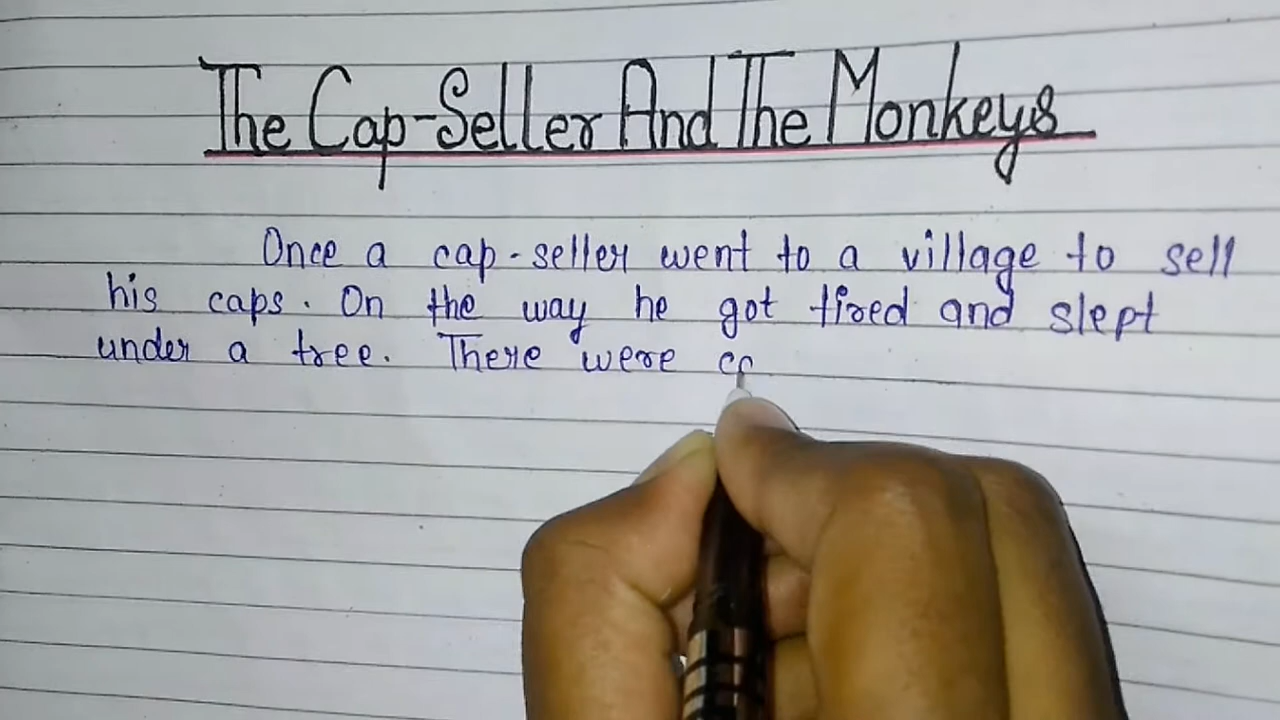 The Cap-Seller And The Monkeys
Once a cap-seller went to a village to sell
his caps. On the way he got tired and slept
under a tree. There were